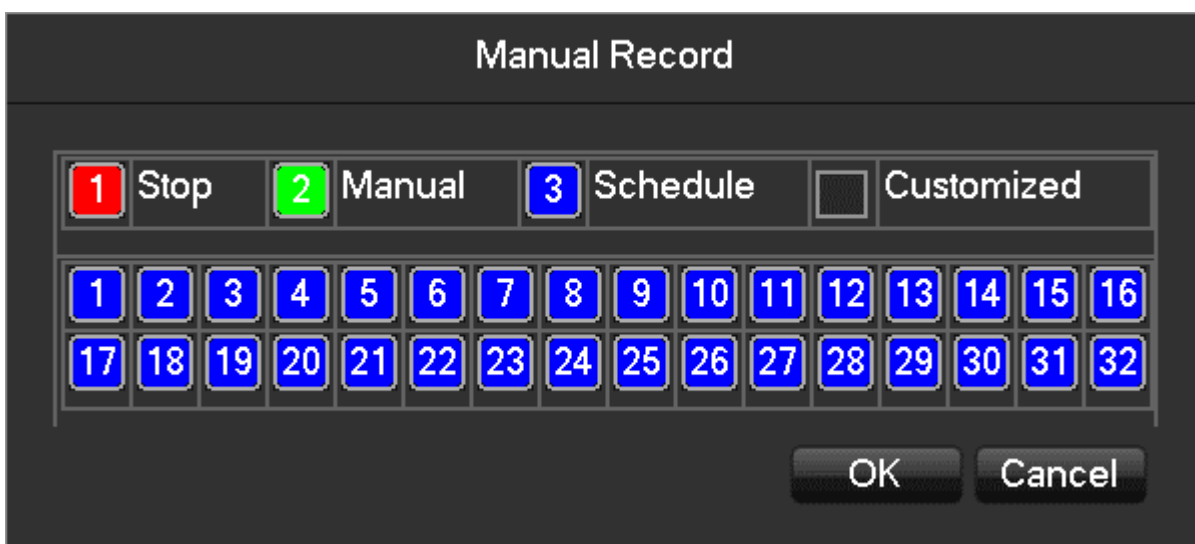 Manual Record
1 Stop 2 Manual 3 Schedule Customized
1 2 3 4 5 6 7 8 9 10 11 12 13 14 15 16
17 18 19 20 21 22 23 24 25 26 27 28 29 30 31 32
OK Cancel